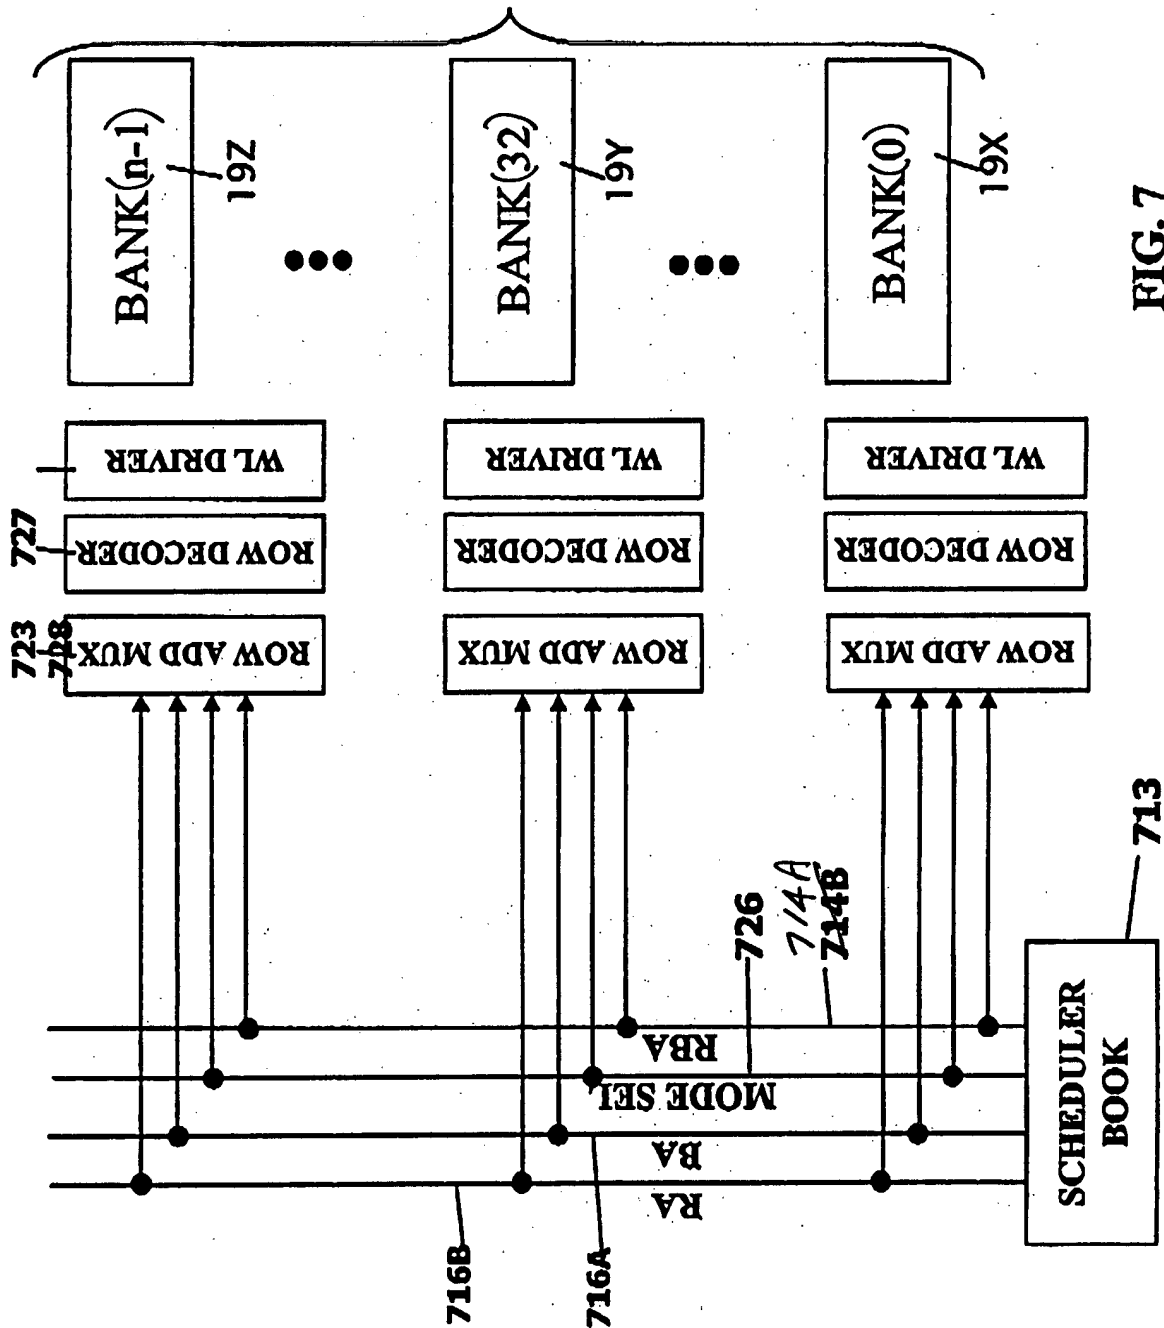 BANK(n-1)
19Z
BANK(32)
19Y
BANK(0)
19X
FIG. 7
WL DRIVER
WL DRIVER
WL DRIVER
727
ROW DECODER
ROW DECODER
ROW DECODER
723
728
ROW ADD MUX
ROW ADD MUX
ROW ADD MUX
714A
714B
726
RBA
MODE SEL
BA
RA
716B
716A
SCHEDULER
BOOK
713